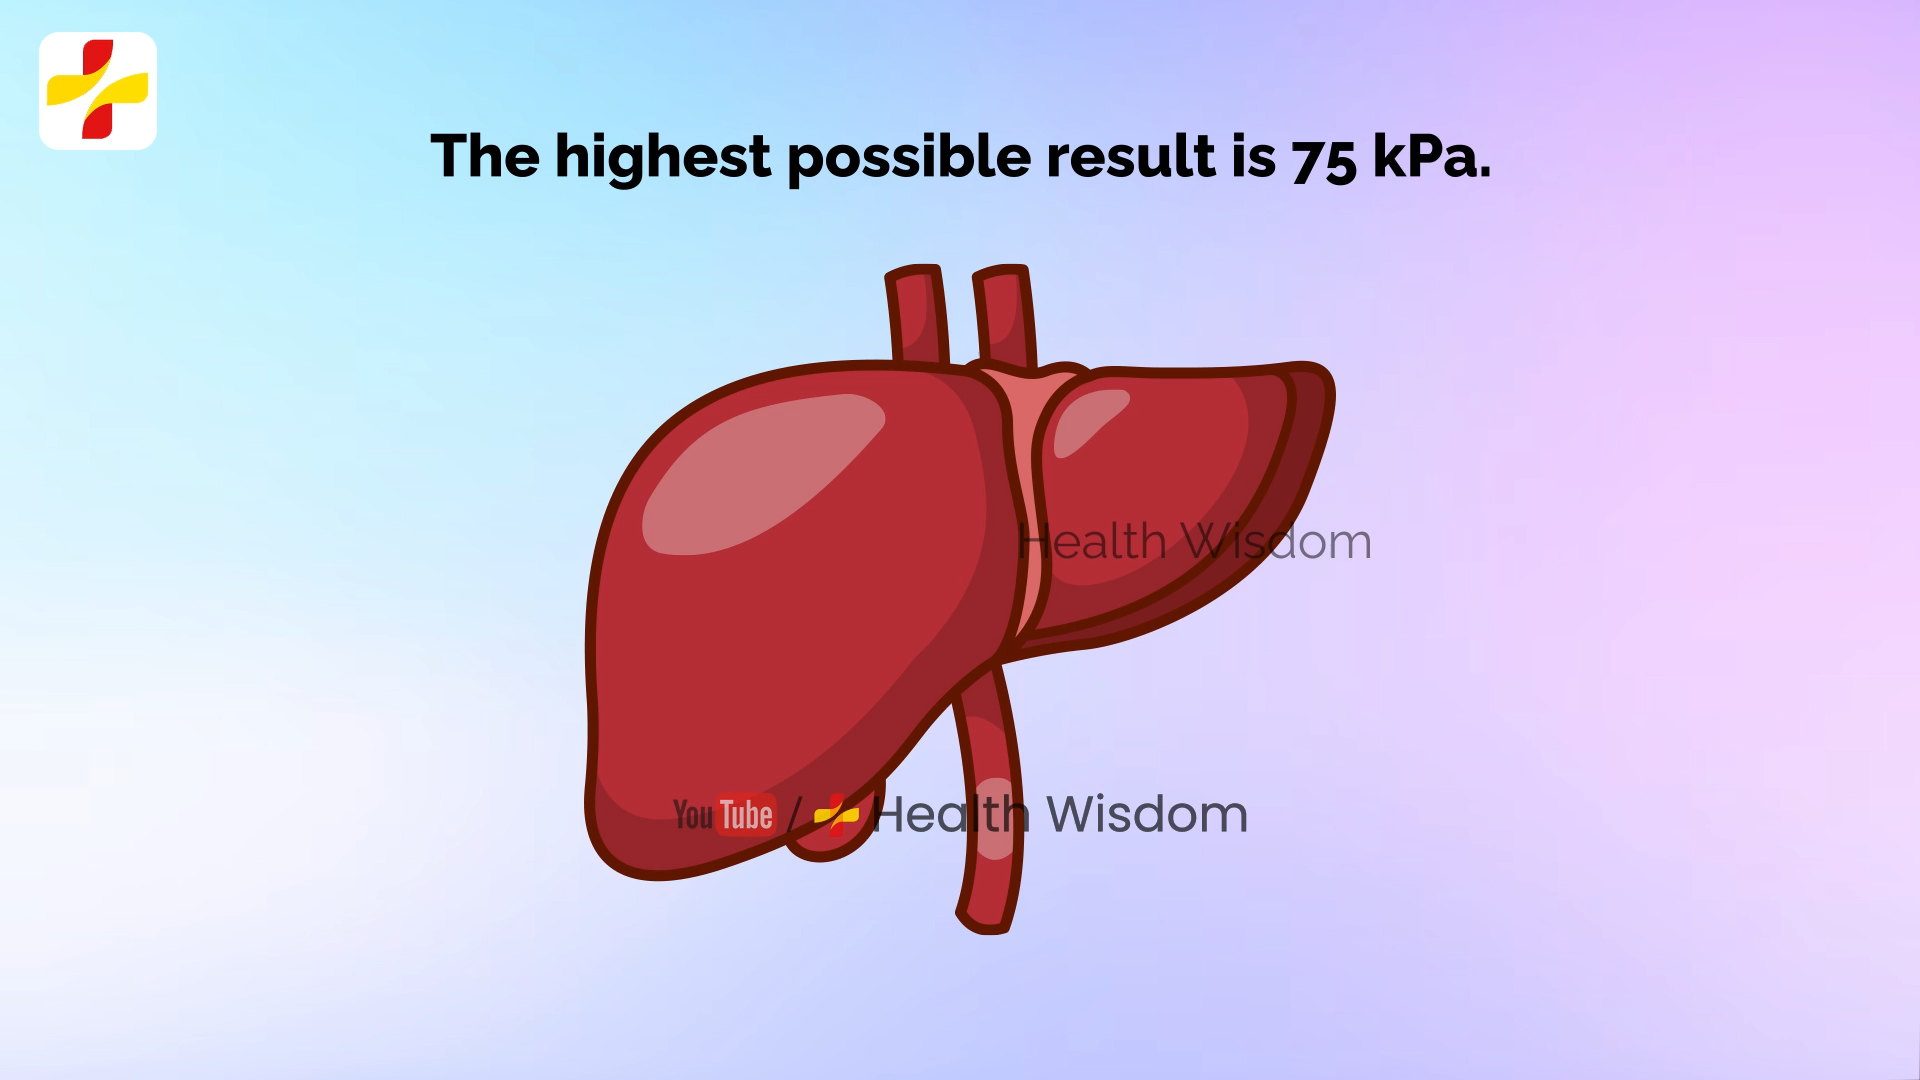 The highest possible result is 75 kPa.
Health Wisdom
YouTube / Health Wisdom